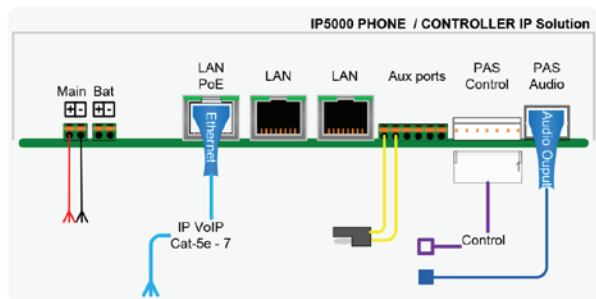 IP5000 PHONE / CONTROLLER IP Solution
Main Bat
+ - + -
LAN
PoE
LAN
LAN
Aux ports
PAS
Control
PAS
Audio
Ethernet
Audio Ouput
IP VoIP
Cat-5e - 7
Control